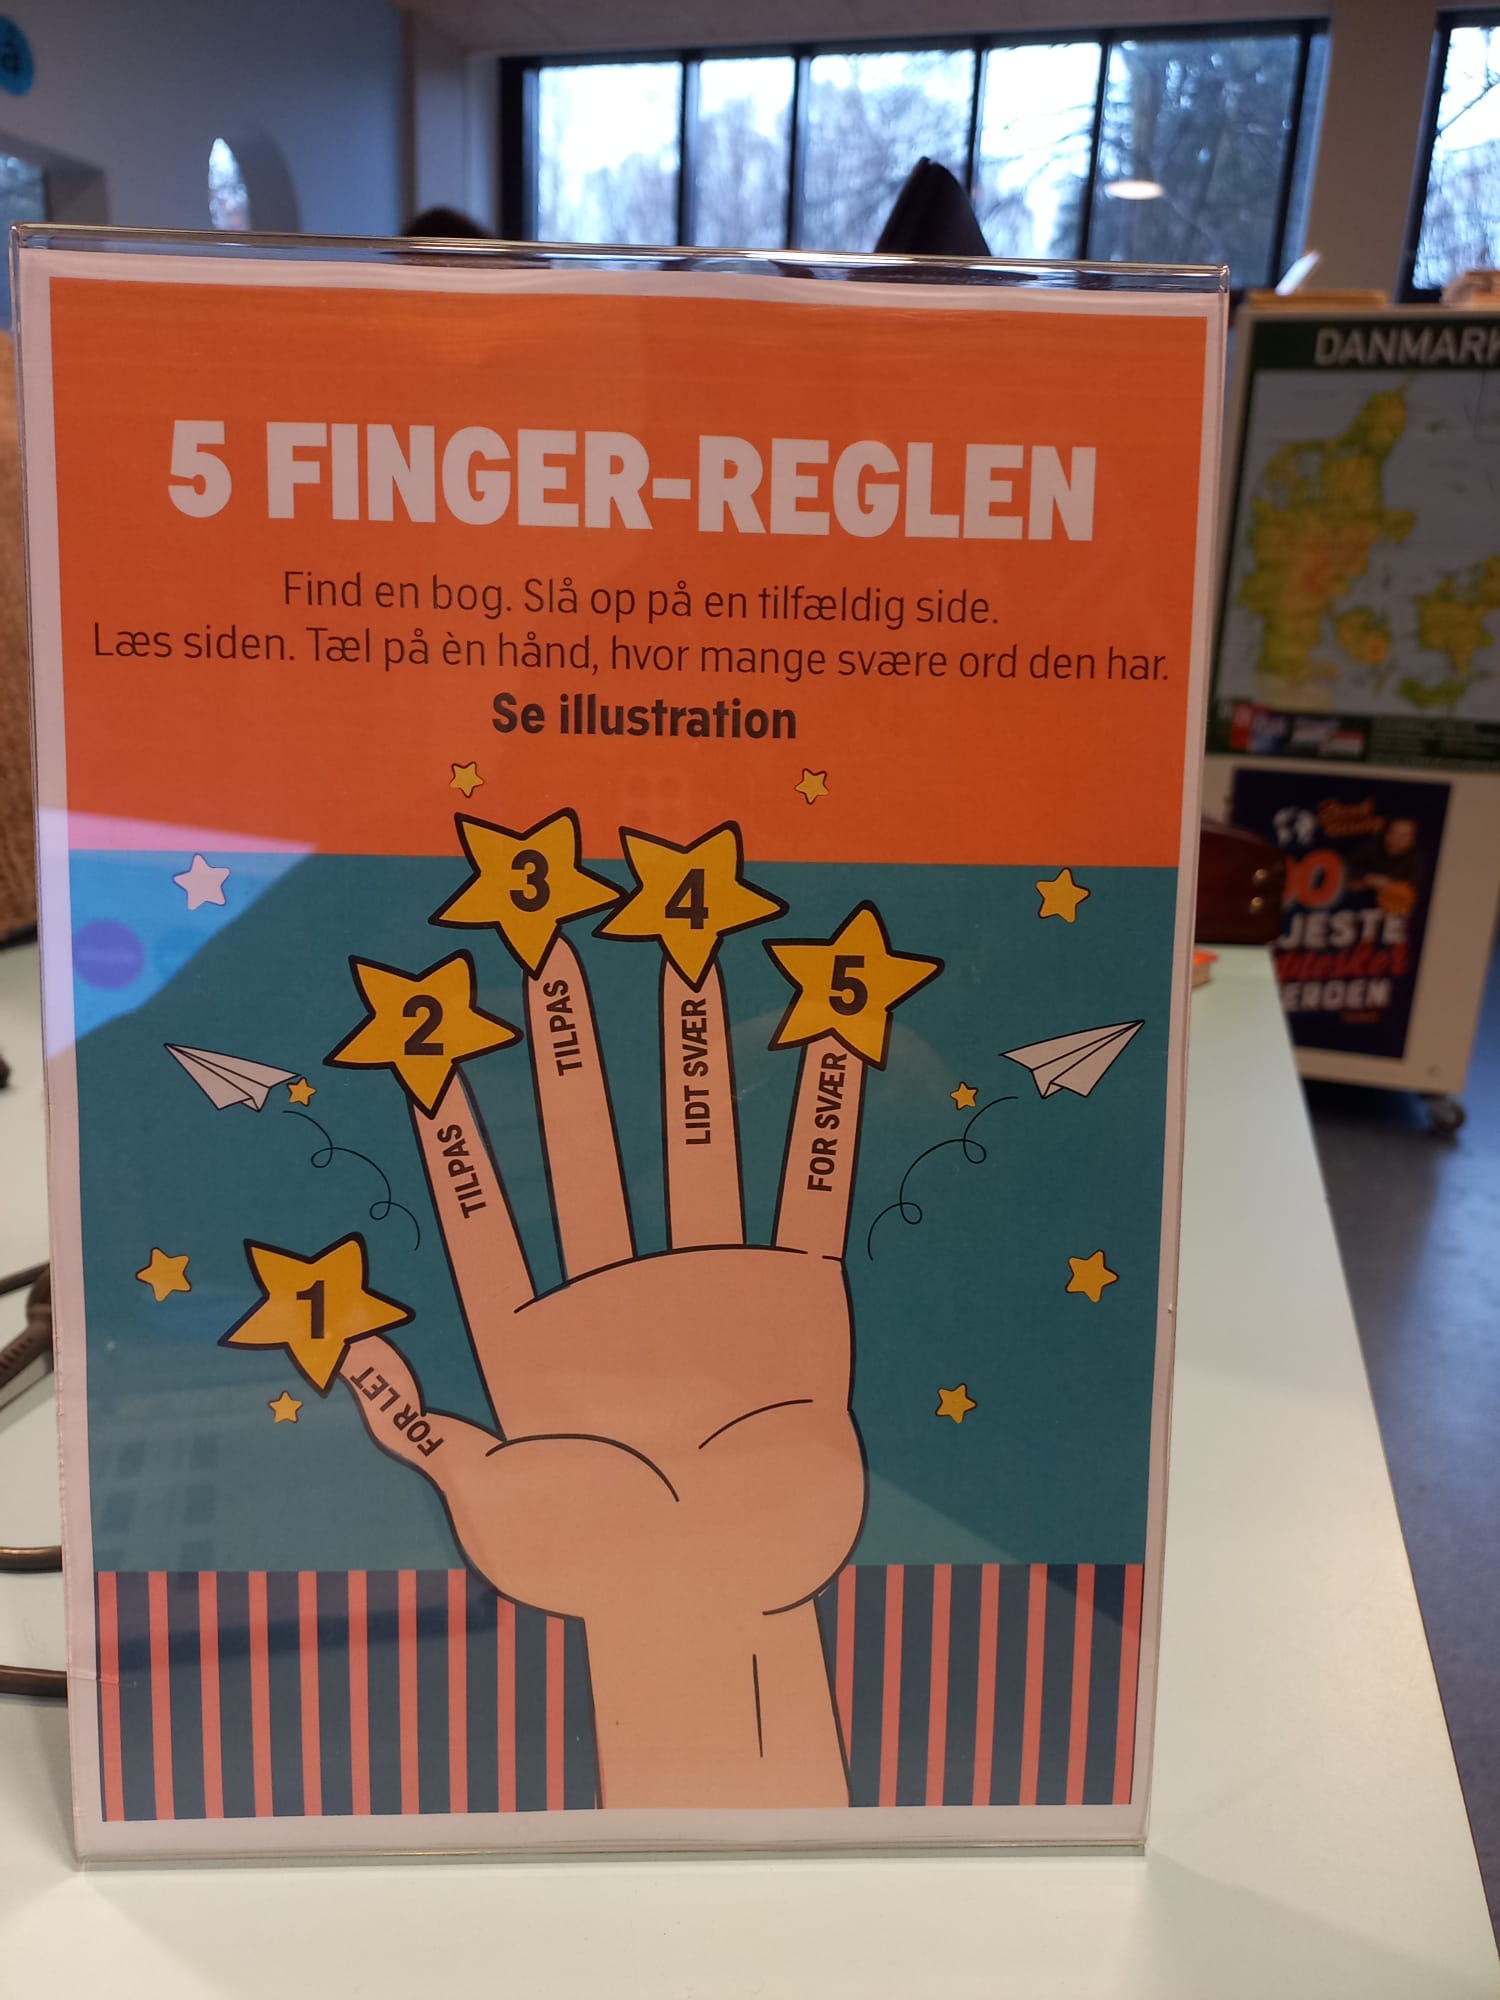 5 FINGER-REGLEN
Find en bog. Slå op på en tilfældig side.
Læs siden. Tæl på èn hånd, hvor mange svære ord den har.
Se illustration
1
FOR LET
2
TILPAS
3
TILPAS
4
LIDT SVÆR
5
FOR SVÆR
DANMARK
JESTE
ERDEN